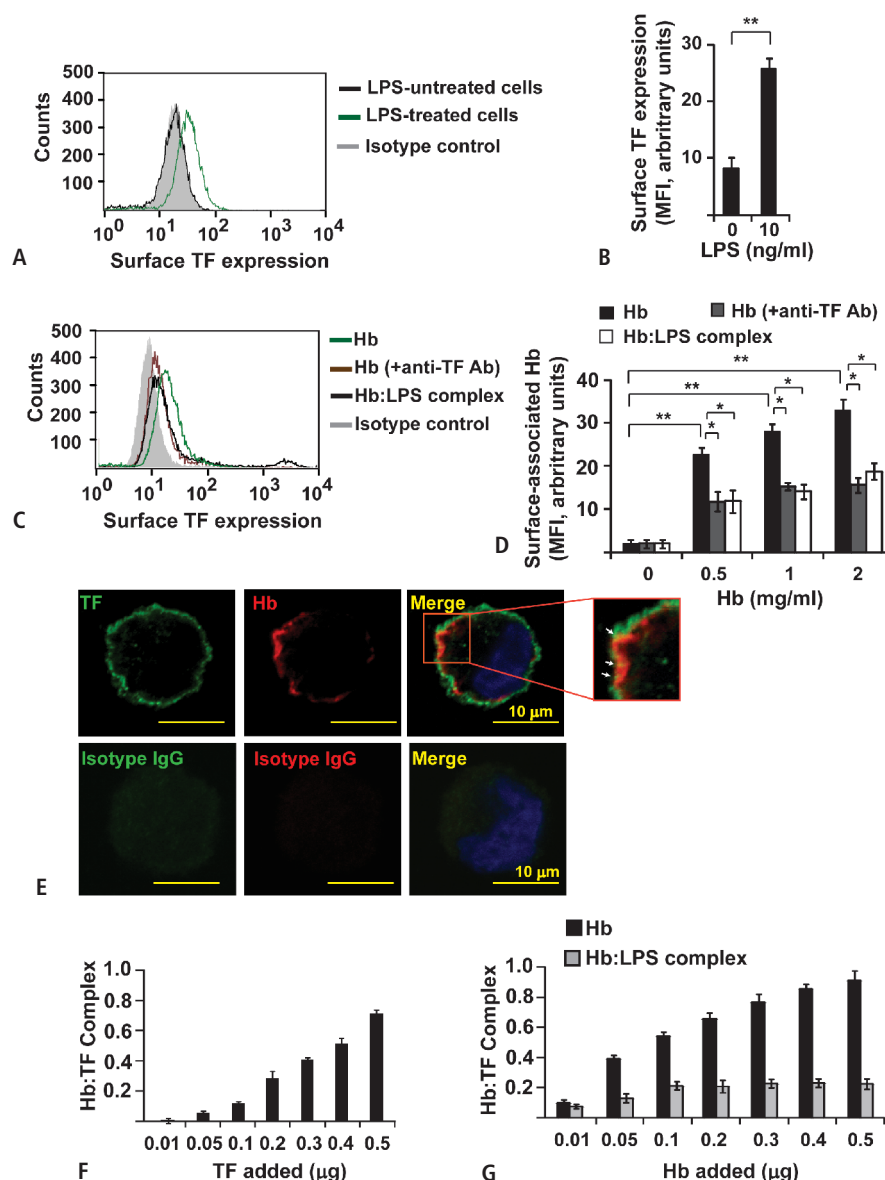 500
400
300
200
100
Counts
10^0
10^1
10^2
10^3
10^4
Surface TF expression
LPS-untreated cells
LPS-treated cells
Isotype control
A
**
30
20
10
Surface TF expression
(MFI, arbritrary units)
0
10
LPS (ng/ml)
B
500
400
300
200
100
Counts
10^0
10^1
10^2
10^3
10^4
Surface TF expression
Hb
Hb (+anti-TF Ab)
Hb:LPS complex
Isotype control
C
Hb
Hb (+anti-TF Ab)
Hb:LPS complex
**
**
**
*
*
*
*
*
*
40
30
20
10
Surface-associated Hb
(MFI, arbritrary units)
0
0.5
1
2
Hb (mg/ml)
D
TF
Hb
Merge
10 μm
Isotype IgG
Isotype IgG
Merge
10 μm
E
1.0
0.8
0.6
0.4
0.2
Hb:TF Complex
0.01
0.05
0.1
0.2
0.3
0.4
0.5
TF added (μg)
F
Hb
Hb:LPS complex
1.0
0.8
0.6
0.4
0.2
Hb:TF Complex
0.01
0.05
0.1
0.2
0.3
0.4
0.5
Hb added (μg)
G